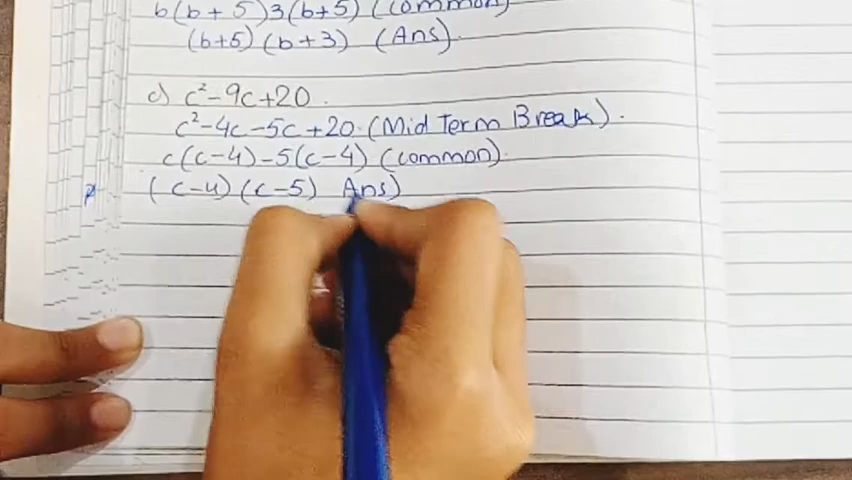 b(b+5)3(b+5) (common)
(b+5)(b+3) (Ans).
c) c²-9c+20.
c²-4c-5c+20. (Mid Term Break).
c(c-4)-5(c-4) (common).
(c-4)(c-5) Ans)